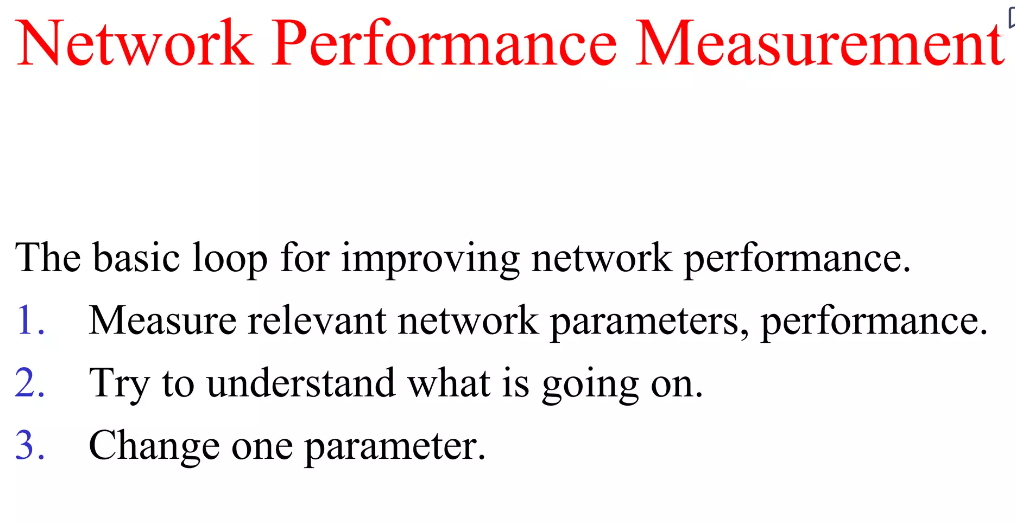 Network Performance Measurement
The basic loop for improving network performance.
1. Measure relevant network parameters, performance.
2. Try to understand what is going on.
3. Change one parameter.